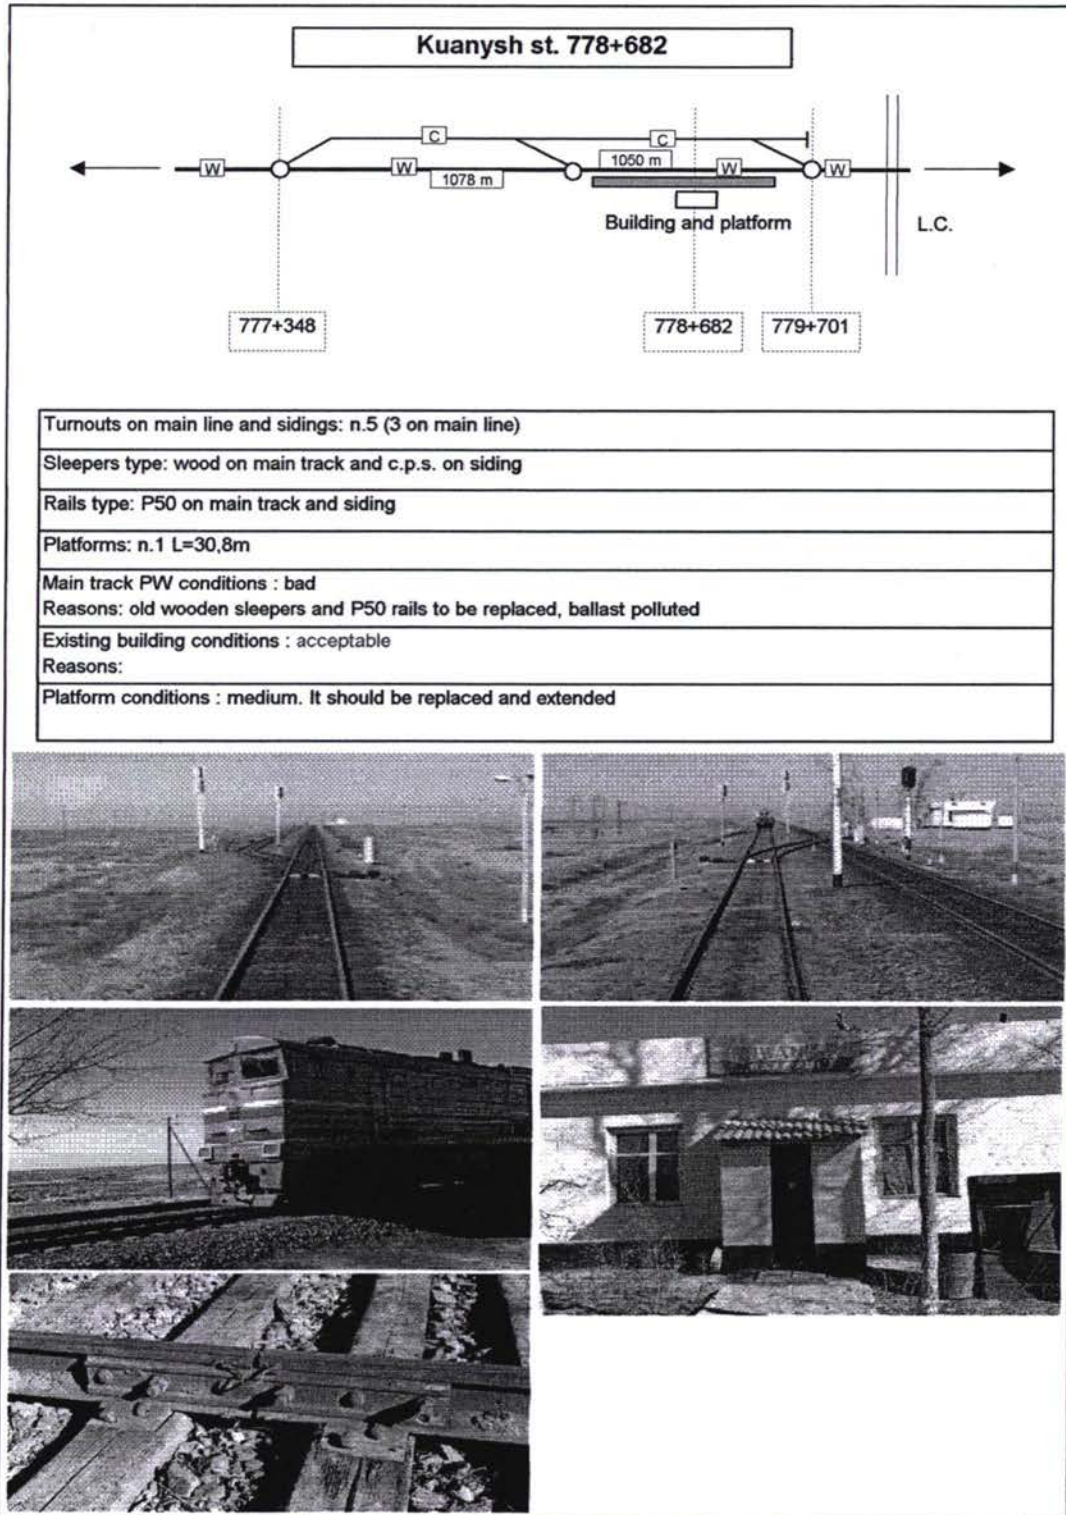 Kuanysh st. 778+682
C
C
W
W
1078 m
1050 m
W
W
Building and platform
L.C.
777+348
778+682
779+701
Turnouts on main line and sidings: n.5 (3 on main line)
Sleepers type: wood on main track and c.p.s. on siding
Rails type: P50 on main track and siding
Platforms: n.1 L=30,8m
Main track PW conditions : bad
Reasons: old wooden sleepers and P50 rails to be replaced, ballast polluted
Existing building conditions : acceptable
Reasons:
Platform conditions : medium. It should be replaced and extended